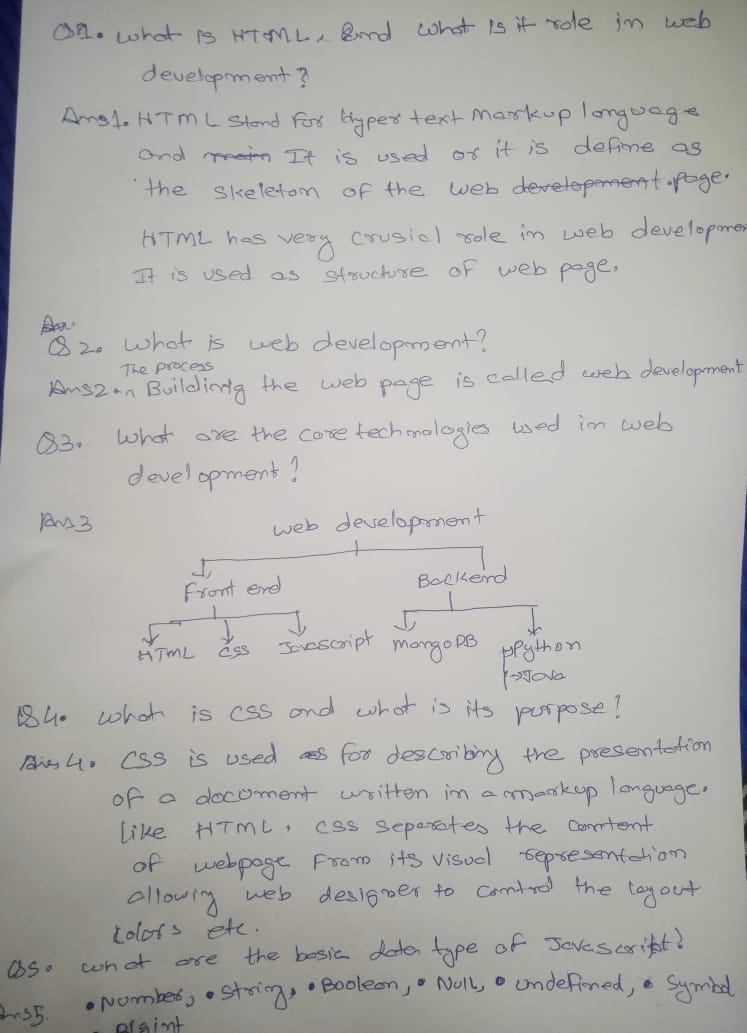 Q1. what is HTML, and what is it role in web
development?
Ans1. HTML stand for Hyper text markup language
and main It is used or it is define as
the skeleton of the web development.page.
HTML has very crusicl role in web developmen
It is used as structure of web page.
Ans
Q2. what is web development?
The process
Ans2. Building the web page is called web development
Q3. what are the core technologies used in web
development?
Ans3
web development
Front end Backend
HTML CSS Javascript mongoDB Python
Java
Q4. what is CSS and what is its purpose?
Ans4. CSS is used as for describing the presentation
of a document written in a markup language.
like HTML, CSS separates the content
of webpage from its visual representation
allowing web designer to control the layout
colors etc.
Q5. what are the basic data type of Javascript?
Ans5. • Number, • String, • Boolean, • Null, • undefined, • Symbol